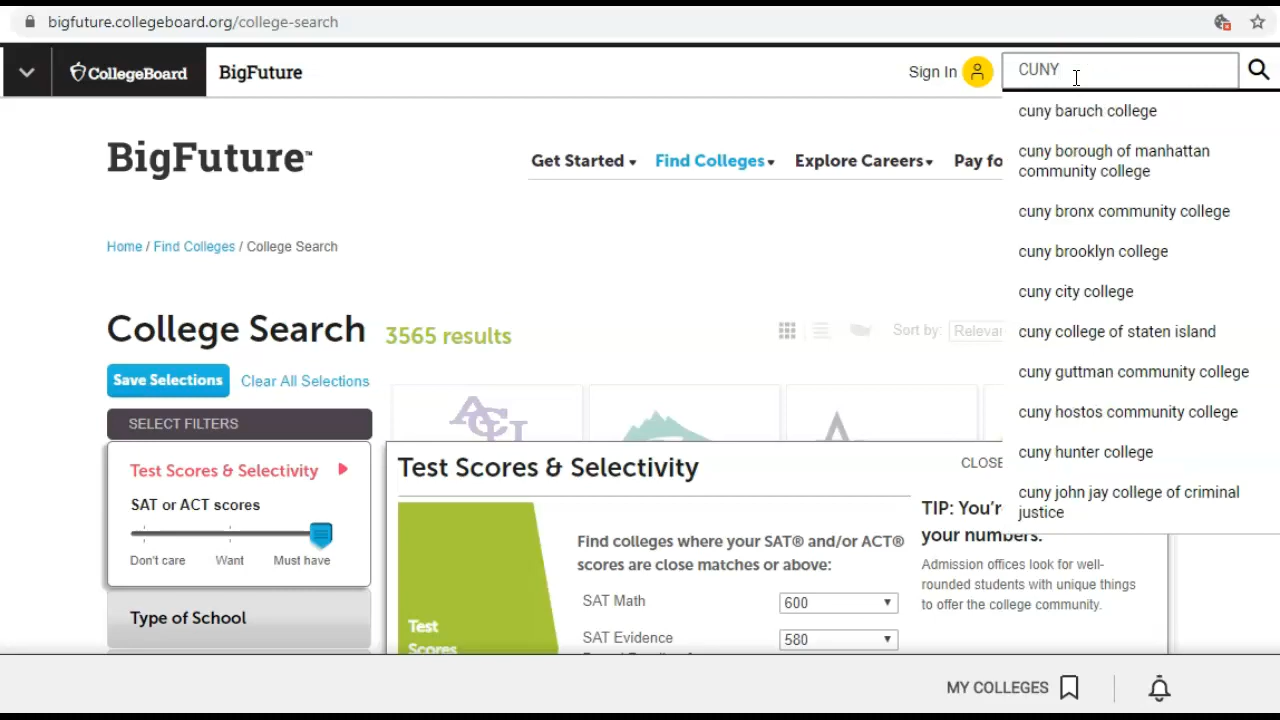 bigfuture.collegeboard.org/college-search
CollegeBoard
BigFuture
Sign In
CUNY
cuny baruch college
cuny borough of manhattan
community college
cuny bronx community college
cuny brooklyn college
cuny city college
cuny college of staten island
cuny guttman community college
cuny hostos community college
cuny hunter college
cuny john jay college of criminal
justice
BigFuture™
Get Started
Find Colleges
Explore Careers
Pay fo
Home / Find Colleges / College Search
College Search
3565 results
Sort by:
Relevan
Save Selections
Clear All Selections
SELECT FILTERS
ACT
Test Scores & Selectivity
SAT or ACT scores
Don't care
Want
Must have
Type of School
Test Scores & Selectivity
CLOSE
Test
Scores
Find colleges where your SAT® and/or ACT®
scores are close matches or above:
SAT Math
600
SAT Evidence
580
TIP: You'r
your numbers.
Admission offices look for well-
rounded students with unique things
to offer the college community.
MY COLLEGES